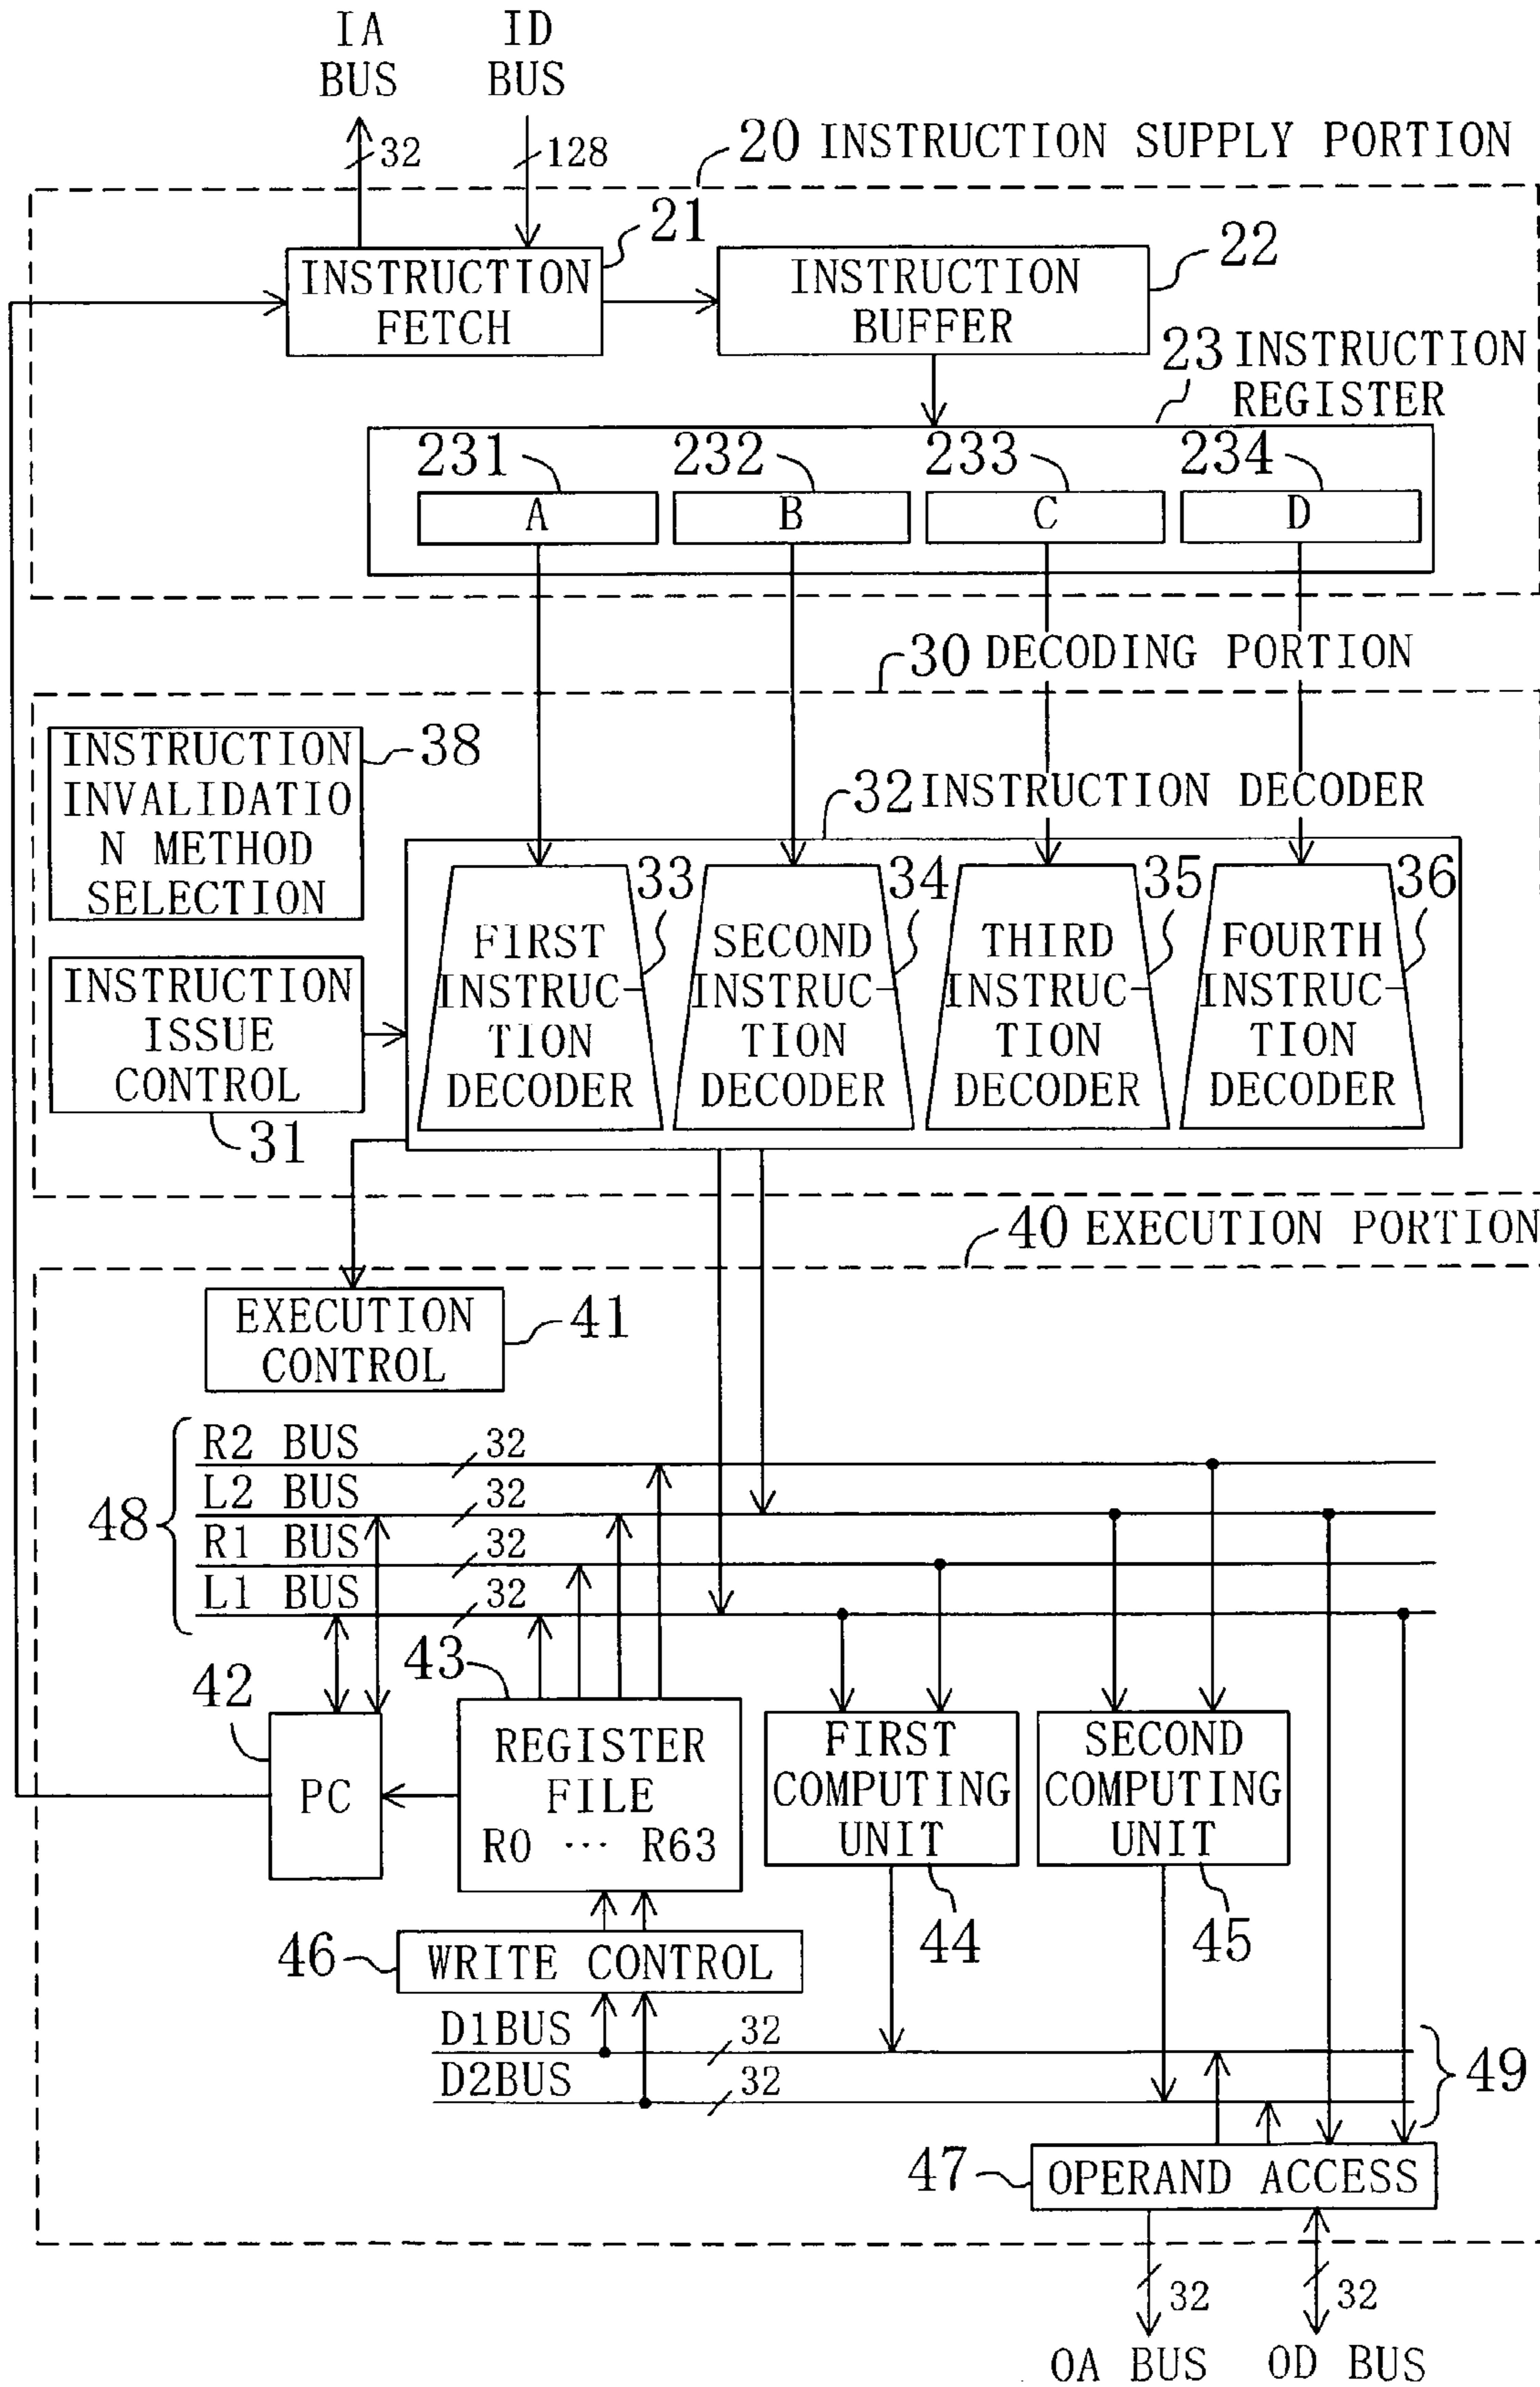 IA
BUS
ID
BUS
32
128
20 INSTRUCTION SUPPLY PORTION
21
INSTRUCTION
FETCH
22
INSTRUCTION
BUFFER
23 INSTRUCTION
REGISTER
231
232
233
234
A
B
C
D
30 DECODING PORTION
38
INSTRUCTION
INVALIDATIO
N METHOD
SELECTION
32 INSTRUCTION DECODER
33
34
35
36
FIRST
INSTRUC-
TION
DECODER
SECOND
INSTRUC-
TION
DECODER
THIRD
INSTRUC-
TION
DECODER
FOURTH
INSTRUC-
TION
DECODER
INSTRUCTION
ISSUE
CONTROL
31
40 EXECUTION PORTION
EXECUTION
CONTROL
41
48
R2 BUS 32
L2 BUS 32
R1 BUS 32
L1 BUS 32
42
PC
43
REGISTER
FILE
R0 ··· R63
FIRST
COMPUTING
UNIT
44
SECOND
COMPUTING
UNIT
45
46
WRITE CONTROL
D1BUS 32
D2BUS 32
49
47
OPERAND ACCESS
32
32
OA BUS
OD BUS